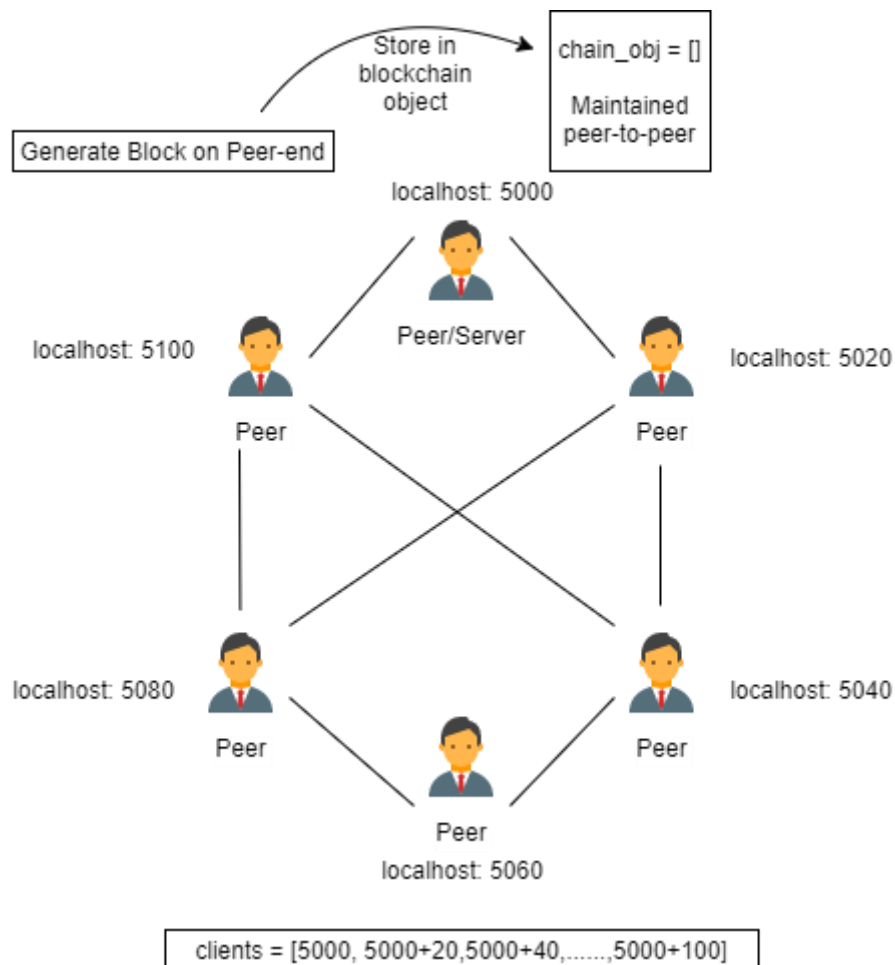 Store in
blockchain
object
chain_obj = []
Maintained
peer-to-peer
Generate Block on Peer-end
localhost: 5000
Peer/Server
localhost: 5100
Peer
localhost: 5020
Peer
localhost: 5080
Peer
localhost: 5040
Peer
Peer
localhost: 5060
clients = [5000, 5000+20,5000+40,......,5000+100]